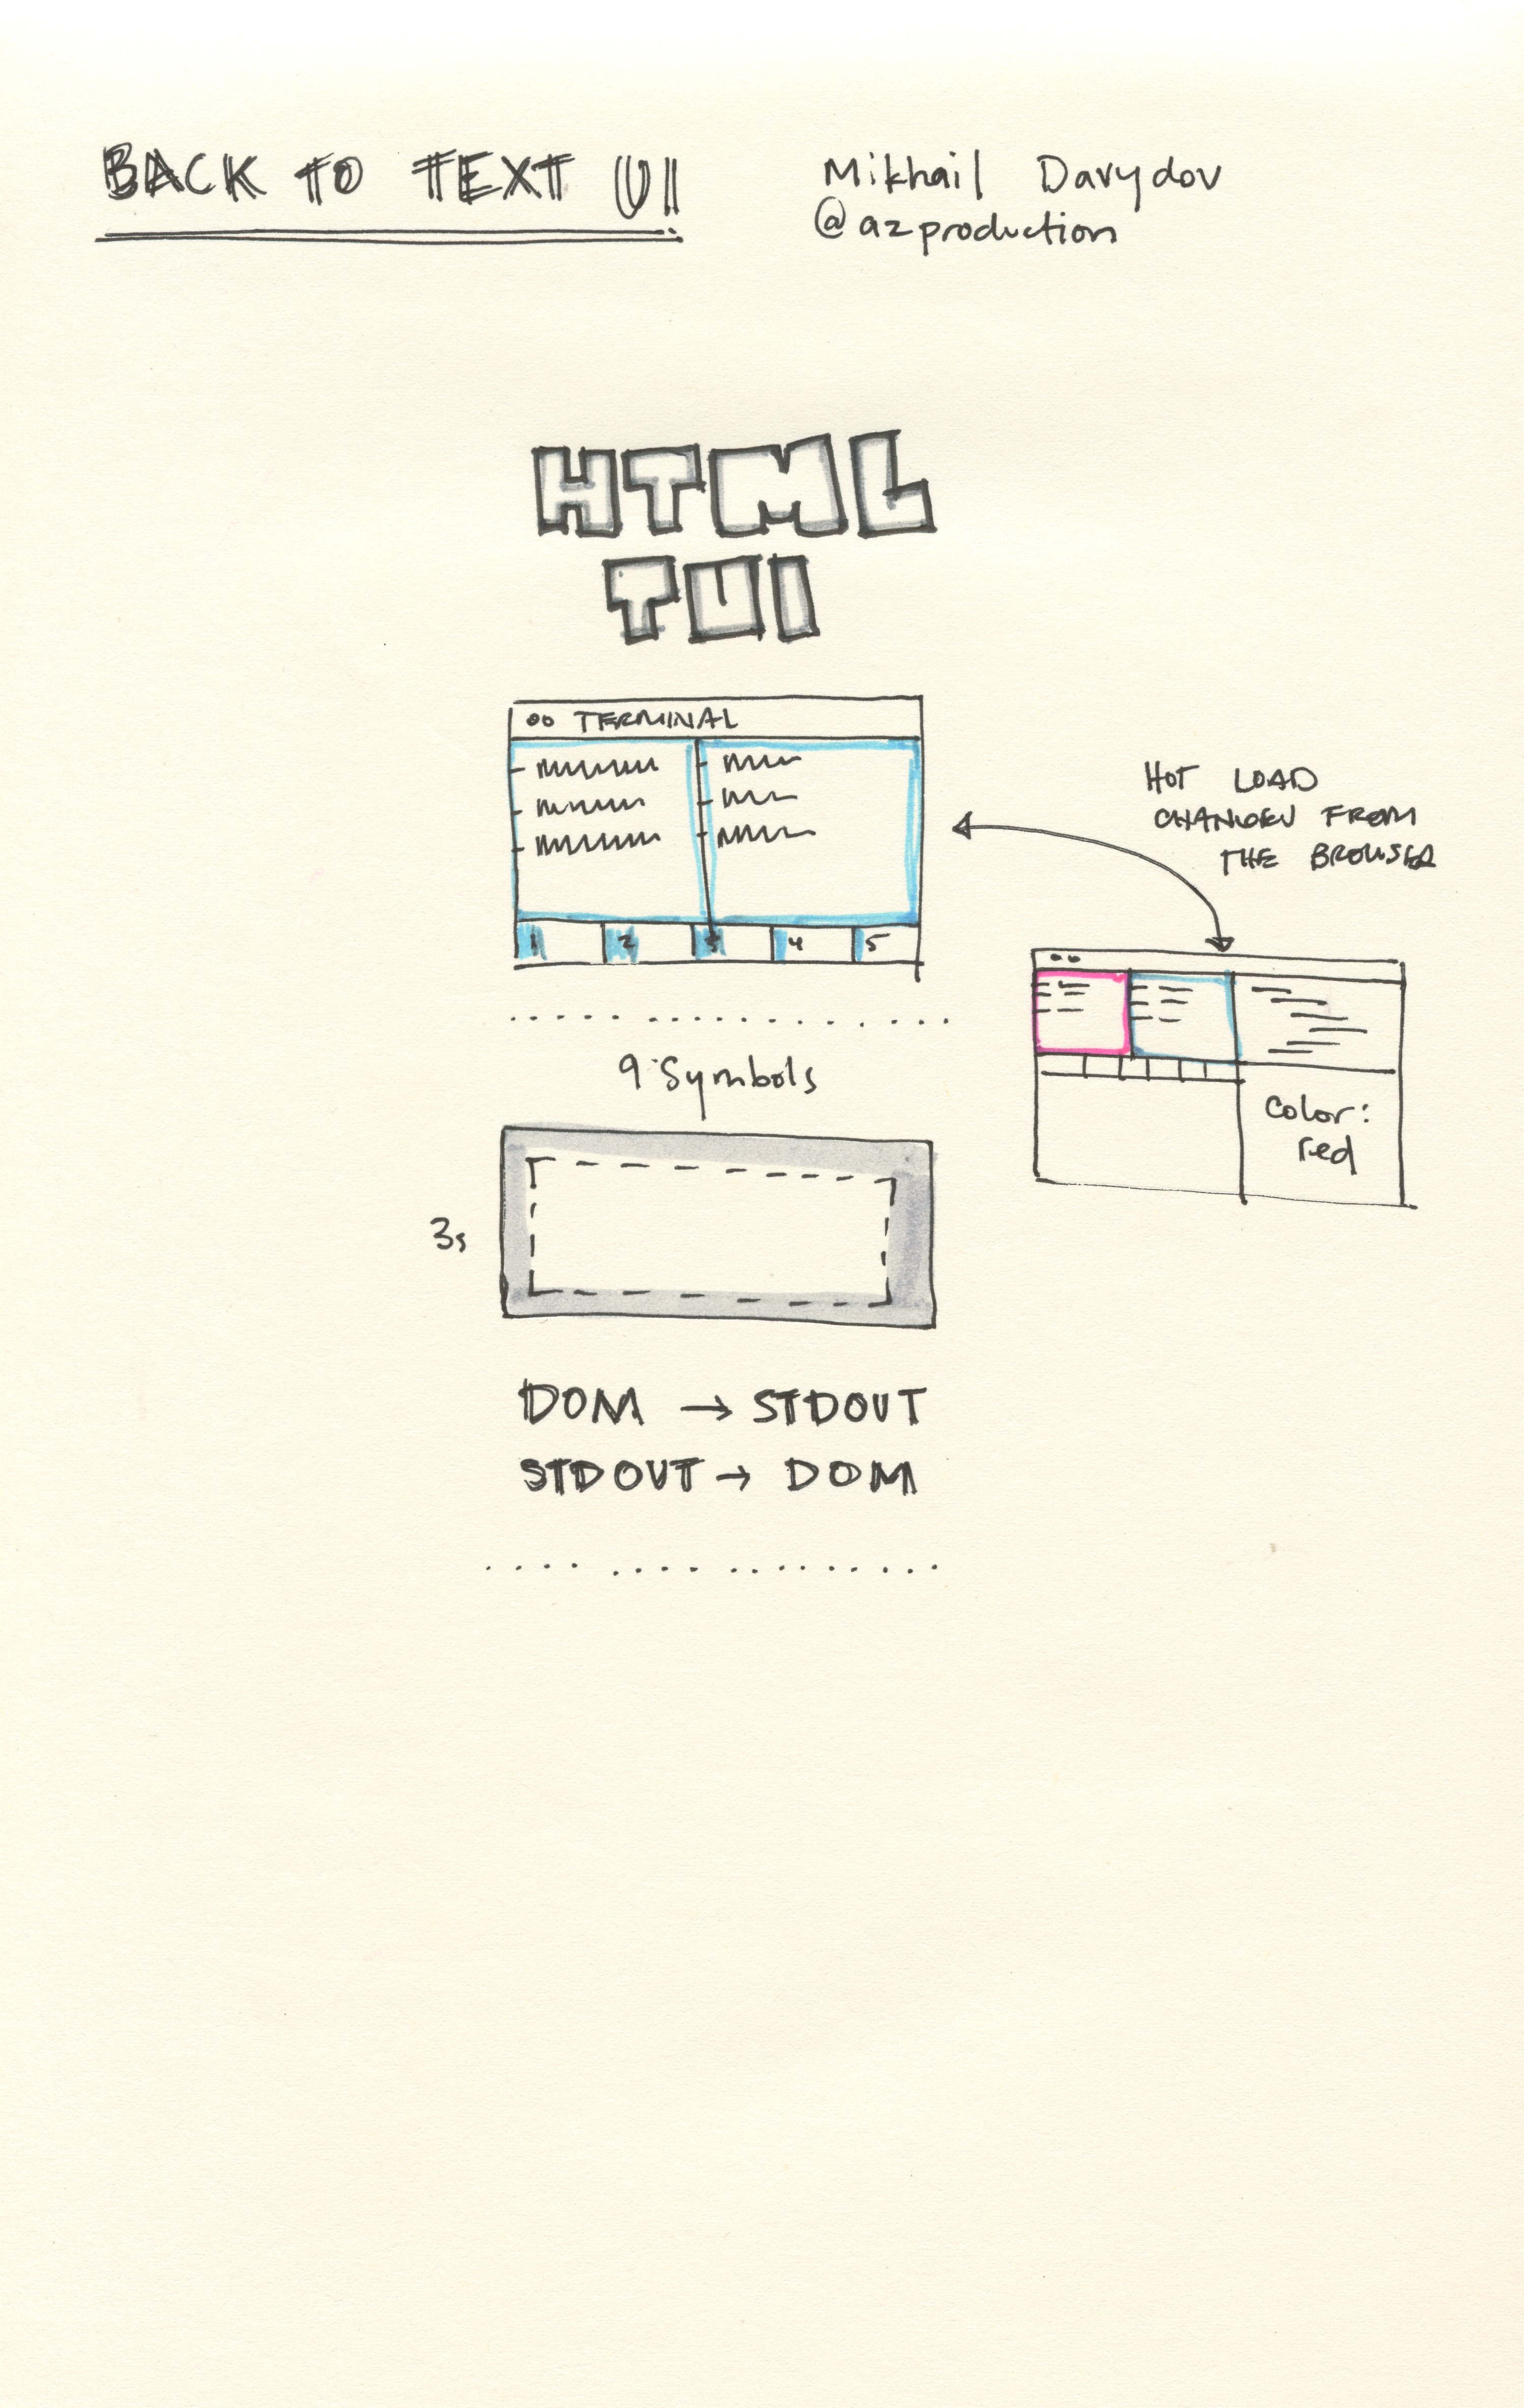 BACK TO TEXT UI
Mikhail Davydov
@azproduction
HTML
TUI
TERMINAL
1 2 3 4 5
HOT LOAD
CHANGES FROM
THE BROWSER
9 Symbols
color:
red
3s
DOM → STDOUT
STDOUT → DOM